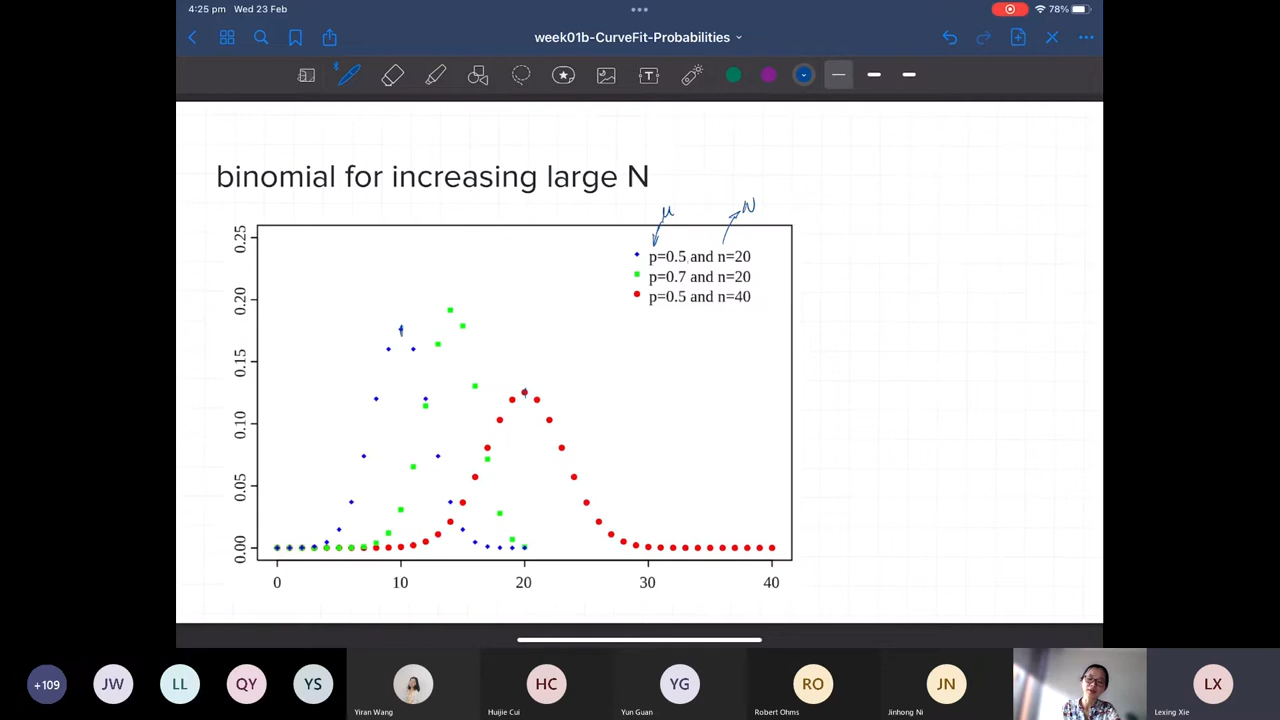 4:25 pm Wed 23 Feb
78%
week01b-CurveFit-Probabilities
T
binomial for increasing large N
μ N
p=0.5 and n=20
p=0.7 and n=20
p=0.5 and n=40
0.25
0.20
0.15
0.10
0.05
0.00
0 10 20 30 40
+109 JW LL QY YS HC YG RO JN LX
Yiran Wang Huijie Cui Yun Guan Robert Ohms Jinhong Ni Lexing Xie